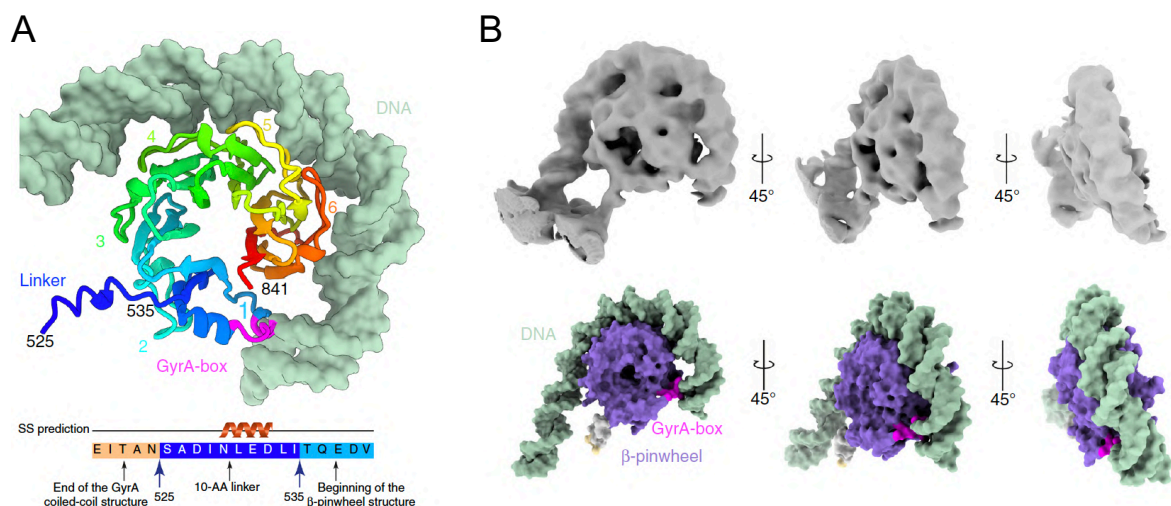 A
DNA
4
5
6
3
Linker
841
535
1
525
2
GyrA-box
SS prediction
E I T A N S A D I N L E D L I T Q E D V
End of the GyrA
coiled-coil structure
525
10-AA linker
535
Beginning of the
β-pinwheel structure
B
45°
45°
DNA
GyrA-box
β-pinwheel
45°
45°